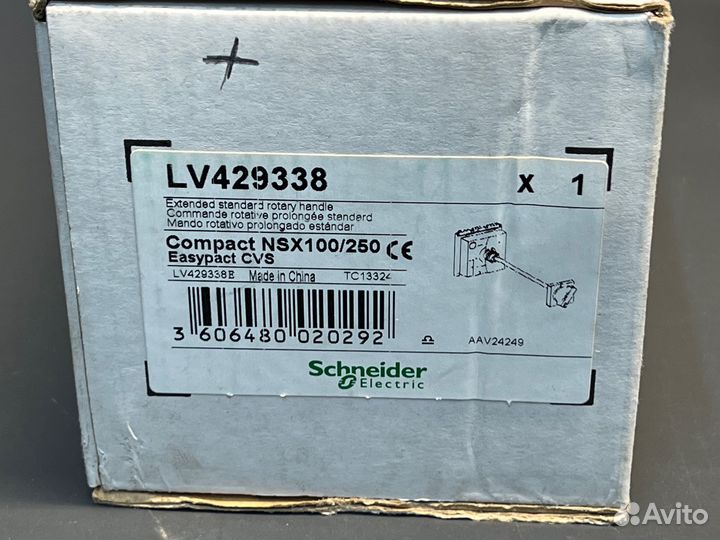 LV429338 X 1
Extended standard rotary handle
Commande rotative prolongée standard
Mando rotativo prolongado estándar
Compact NSX100/250 CE
Easypact CVS
LV429338E Made in China TC13324
3 606480 020292
AAV24249
Schneider
Electric
Avito